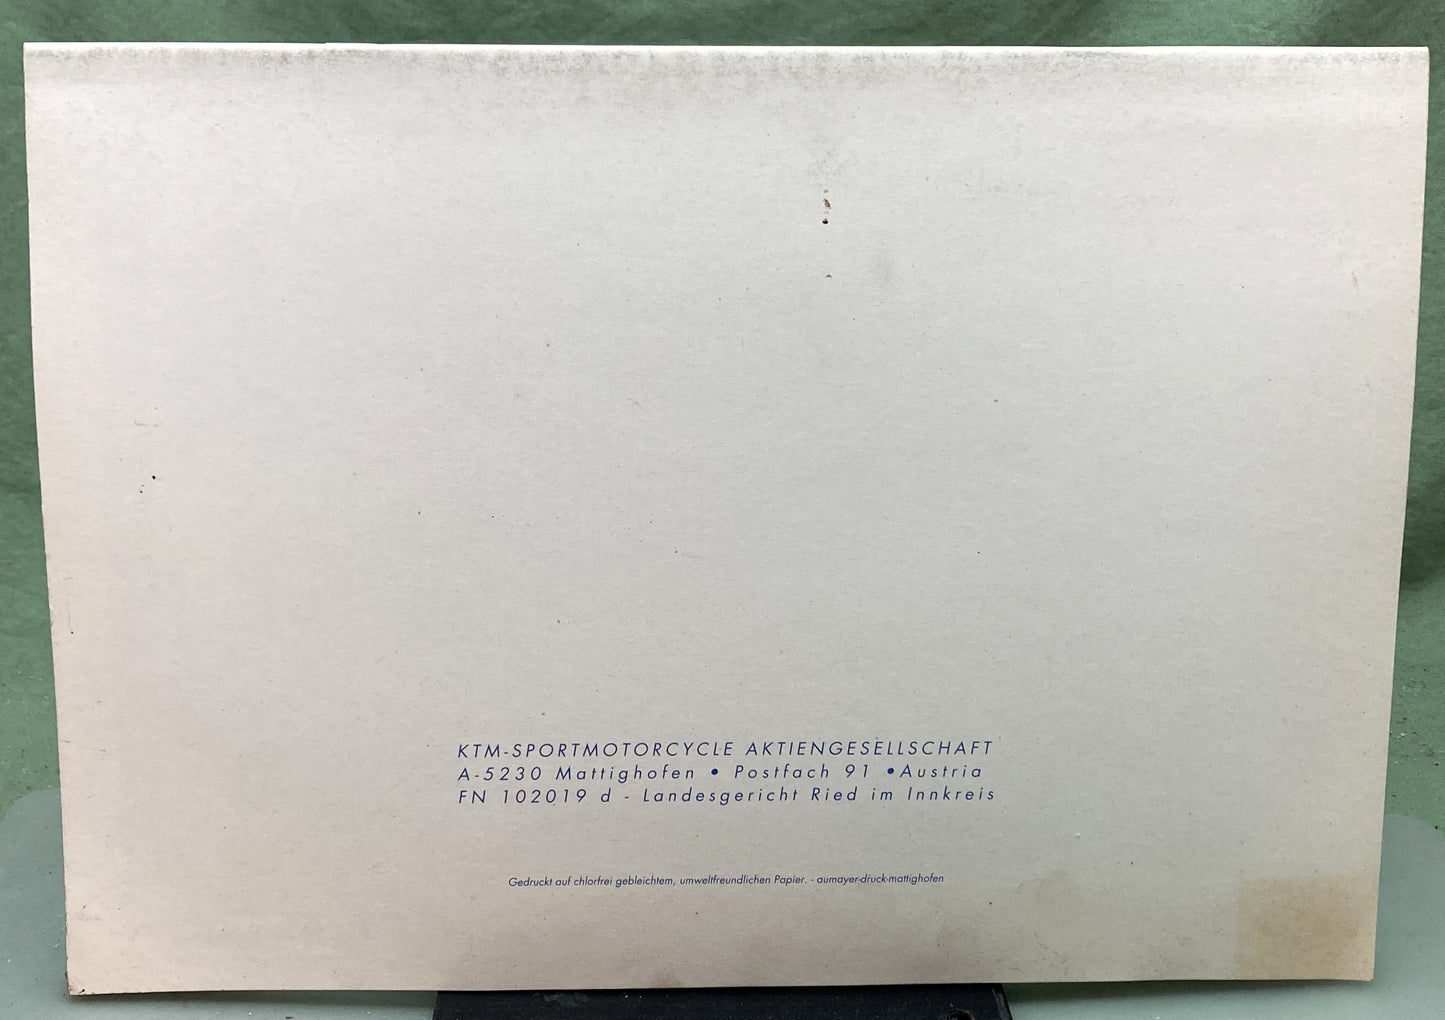 KTM-SPORTMOTORCYCLE AKTIENGESELLSCHAFT
A-5230 Mattighofen • Postfach 91 •Austria
FN 102019 d - Landesgericht Ried im Innkreis
Gedruckt auf chlorfrei gebleichtem, umweltfreundlichen Papier. - aumayer-druck-mattighofen